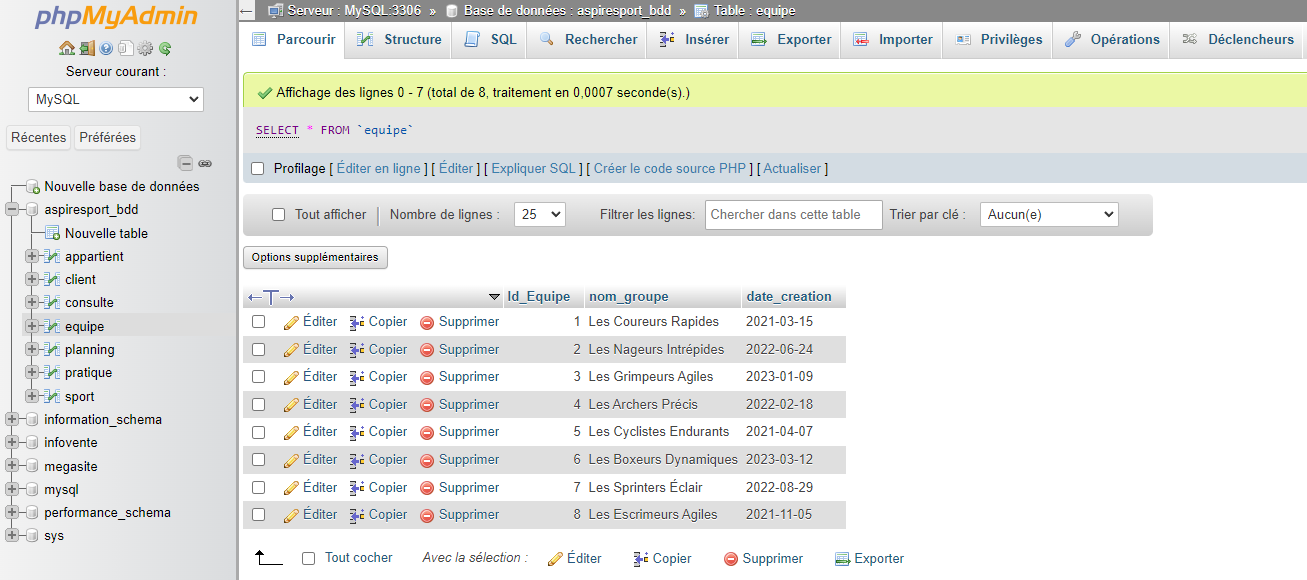 phpMyAdmin
Serveur courant :
MySQL
Récentes Préférées
Nouvelle base de données
aspiresport_bdd
Nouvelle table
appartient
client
consulte
equipe
planning
pratique
sport
information_schema
infovente
megasite
mysql
performance_schema
sys
Serveur : MySQL:3306 » Base de données : aspiresport_bdd » Table : equipe
Parcourir Structure SQL Rechercher Insérer Exporter Importer Privilèges Opérations Déclencheurs
Affichage des lignes 0 - 7 (total de 8, traitement en 0,0007 seconde(s).)
SELECT * FROM `equipe`
Profilage [ Éditer en ligne ] [ Éditer ] [ Expliquer SQL ] [ Créer le code source PHP ] [ Actualiser ]
Tout afficher Nombre de lignes : 25 Filtrer les lignes: Chercher dans cette table Trier par clé : Aucun(e)
Options supplémentaires
←T→ Id_Equipe nom_groupe date_creation
Éditer Copier Supprimer 1 Les Coureurs Rapides 2021-03-15
Éditer Copier Supprimer 2 Les Nageurs Intrépides 2022-06-24
Éditer Copier Supprimer 3 Les Grimpeurs Agiles 2023-01-09
Éditer Copier Supprimer 4 Les Archers Précis 2022-02-18
Éditer Copier Supprimer 5 Les Cyclistes Endurants 2021-04-07
Éditer Copier Supprimer 6 Les Boxeurs Dynamiques 2023-03-12
Éditer Copier Supprimer 7 Les Sprinters Éclair 2022-08-29
Éditer Copier Supprimer 8 Les Escrimeurs Agiles 2021-11-05
Tout cocher Avec la sélection : Éditer Copier Supprimer Exporter